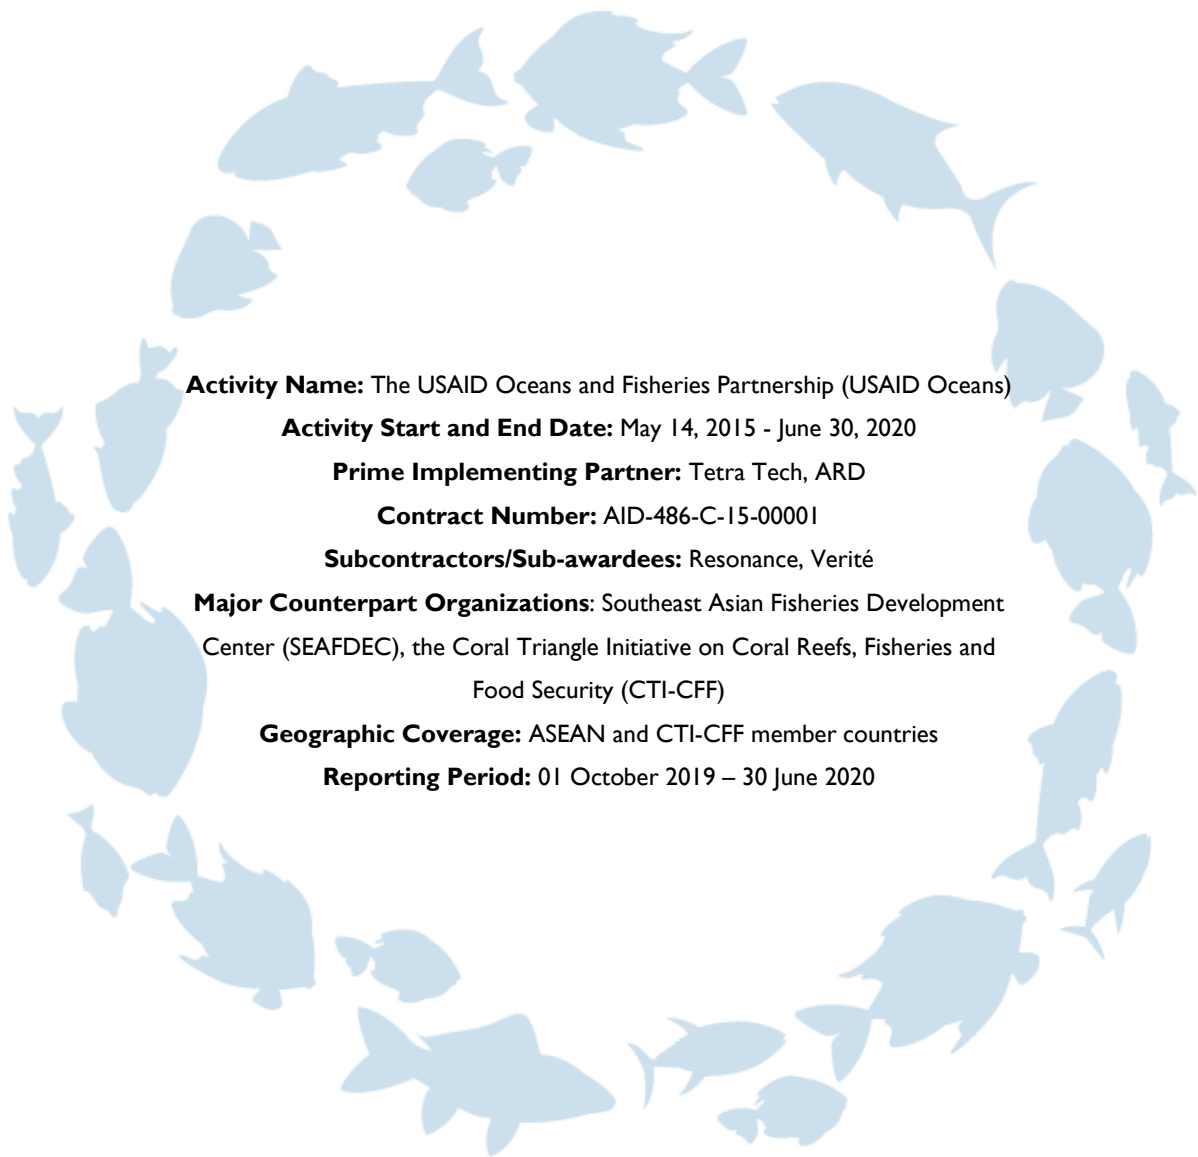 Activity Name: The USAID Oceans and Fisheries Partnership (USAID Oceans)
Activity Start and End Date: May 14, 2015 - June 30, 2020
Prime Implementing Partner: Tetra Tech, ARD
Contract Number: AID-486-C-15-00001
Subcontractors/Sub-awardees: Resonance, Verité
Major Counterpart Organizations: Southeast Asian Fisheries Development
Center (SEAFDEC), the Coral Triangle Initiative on Coral Reefs, Fisheries and
Food Security (CTI-CFF)
Geographic Coverage: ASEAN and CTI-CFF member countries
Reporting Period: 01 October 2019 – 30 June 2020